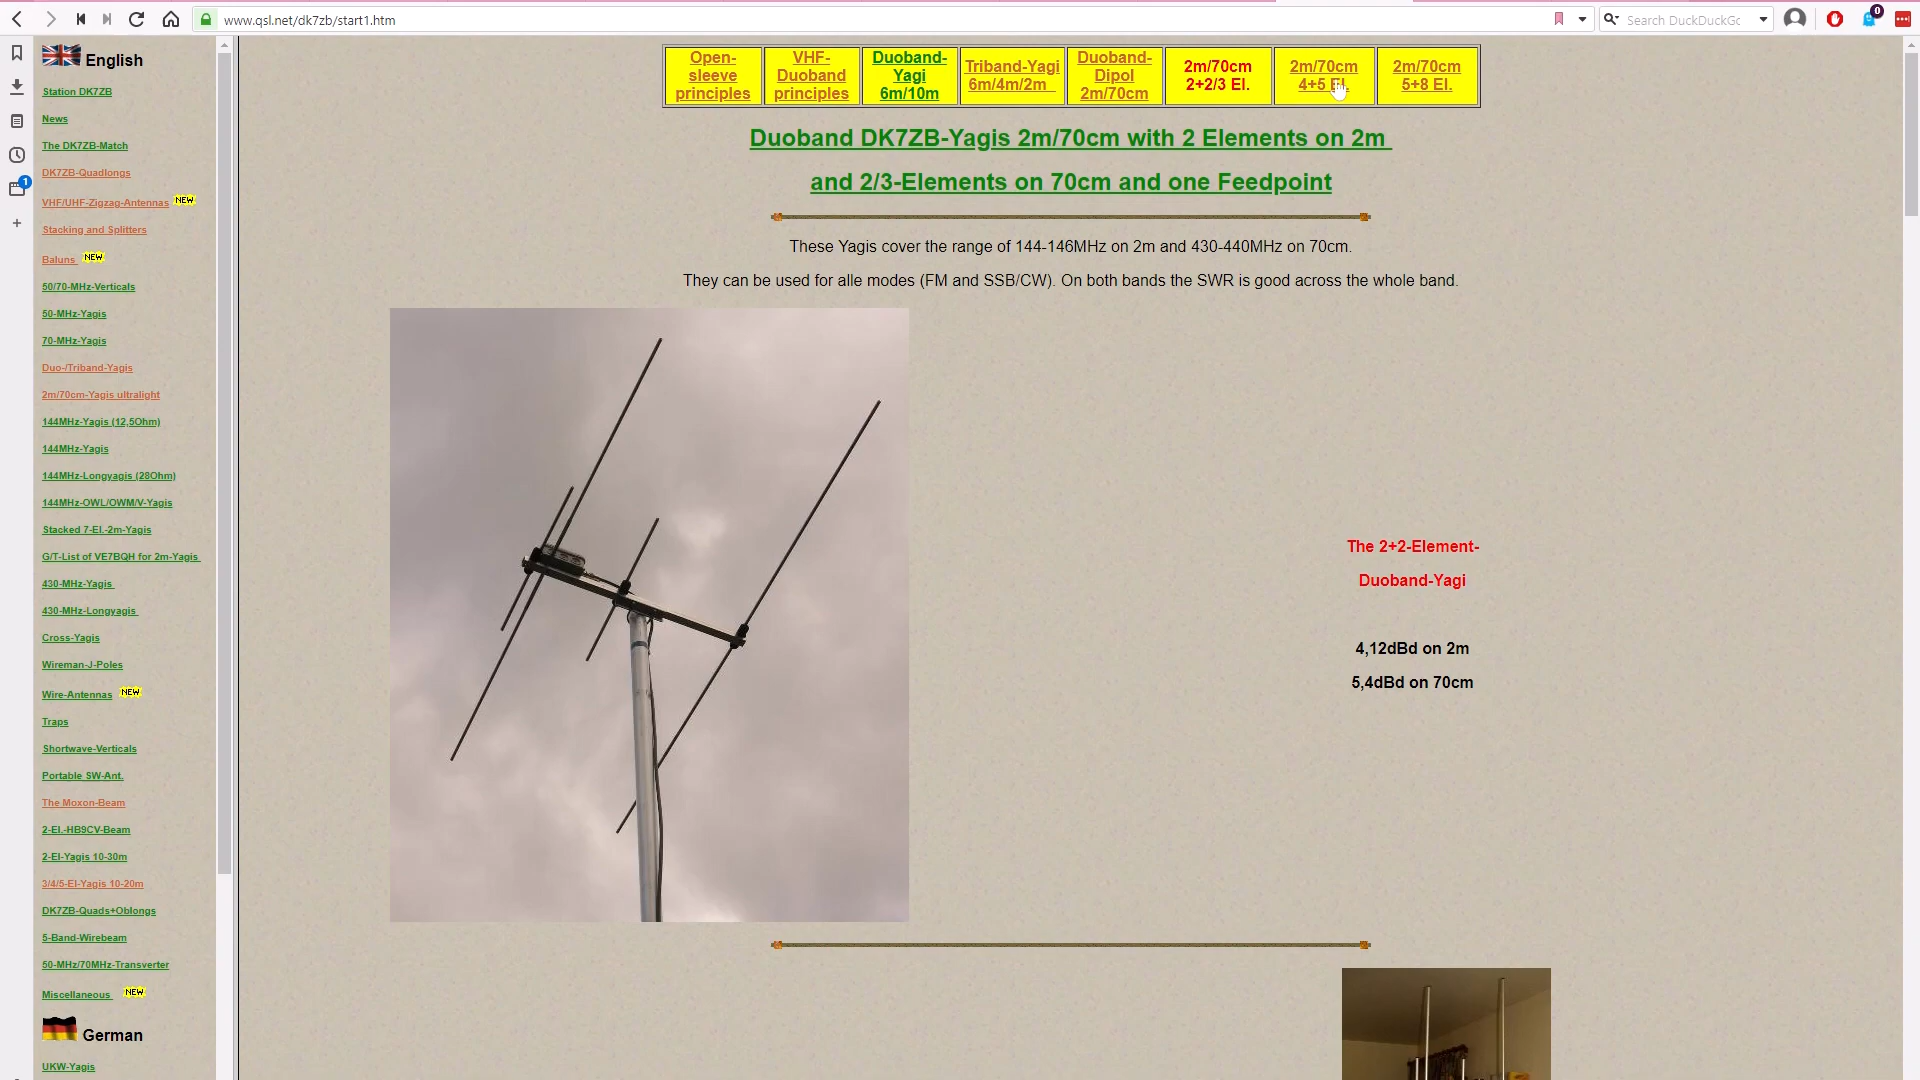 www.qsl.net/dk7zb/start1.htm
Search DuckDuckGo
0
1
English
Station DK7ZB
News
The DK7ZB-Match
DK7ZB-Quadlongs
VHF/UHF-Zigzag-Antennas NEW
Stacking and Splitters
Baluns NEW
50/70-MHz-Verticals
50-MHz-Yagis
70-MHz-Yagis
Duo-/Triband-Yagis
2m/70cm-Yagis ultralight
144MHz-Yagis (12,5Ohm)
144MHz-Yagis
144MHz-Longyagis (28Ohm)
144MHz-OWL/OWM/V-Yagis
Stacked 7-El.-2m-Yagis
G/T-List of VE7BQH for 2m-Yagis
430-MHz-Yagis
430-MHz-Longyagis
Cross-Yagis
Wireman-J-Poles
Wire-Antennas NEW
Traps
Shortwave-Verticals
Portable SW-Ant.
The Moxon-Beam
2-El.-HB9CV-Beam
2-El-Yagis 10-30m
3/4/5-El-Yagis 10-20m
DK7ZB-Quads+Oblongs
5-Band-Wirebeam
50-MHz/70MHz-Transverter
Miscellaneous NEW
German
UKW-Yagis
Open-
sleeve
principles
VHF-
Duoband
principles
Duoband-
Yagi
6m/10m
Triband-Yagi
6m/4m/2m
Duoband-
Dipol
2m/70cm
2m/70cm
2+2/3 El.
2m/70cm
4+5 El.
2m/70cm
5+8 El.
Duoband DK7ZB-Yagis 2m/70cm with 2 Elements on 2m
and 2/3-Elements on 70cm and one Feedpoint
These Yagis cover the range of 144-146MHz on 2m and 430-440MHz on 70cm.
They can be used for alle modes (FM and SSB/CW). On both bands the SWR is good across the whole band.
The 2+2-Element-
Duoband-Yagi
4,12dBd on 2m
5,4dBd on 70cm